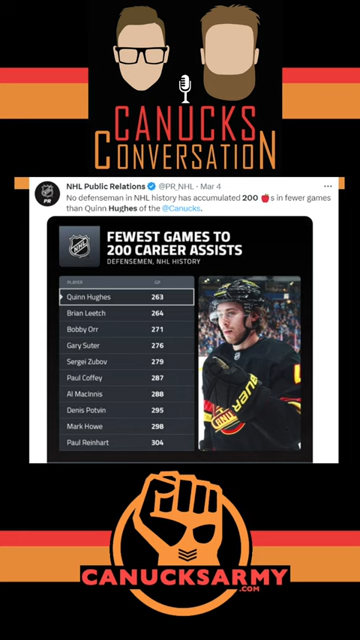 CANUCKS
CONVERSATION
NHL Public Relations @PR_NHL · Mar 4 ...
PR
No defenseman in NHL history has accumulated 200 🍎s in fewer games
than Quinn Hughes of the @Canucks.
NHL
FEWEST GAMES TO
200 CAREER ASSISTS
DEFENSEMEN, NHL HISTORY
PLAYER GP
Quinn Hughes 263
Brian Leetch 264
Bobby Orr 271
Gary Suter 276
Sergei Zubov 279
Paul Coffey 287
Al MacInnis 288
Denis Potvin 295
Mark Howe 298
Paul Reinhart 304
BAUER
CANUCKSARMY
.COM